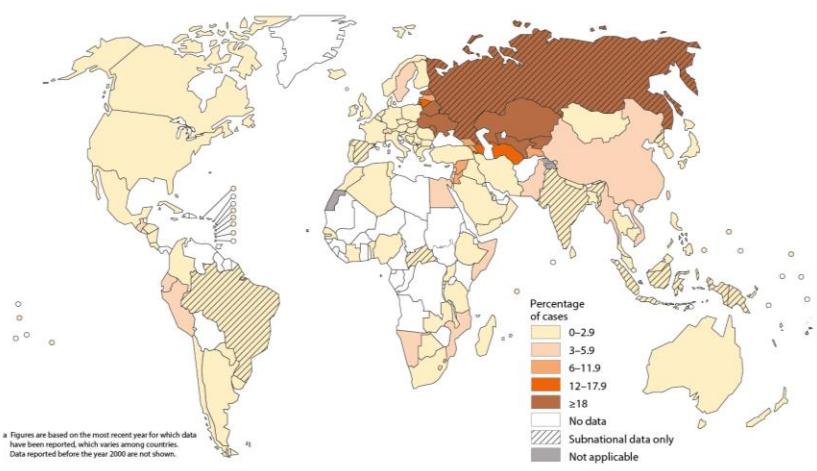 Percentage
of cases
0–2.9
3–5.9
6–11.9
12–17.9
≥18
No data
Subnational data only
Not applicable
a Figures are based on the most recent year for which data
have been reported, which varies among countries.
Data reported before the year 2000 are not shown.